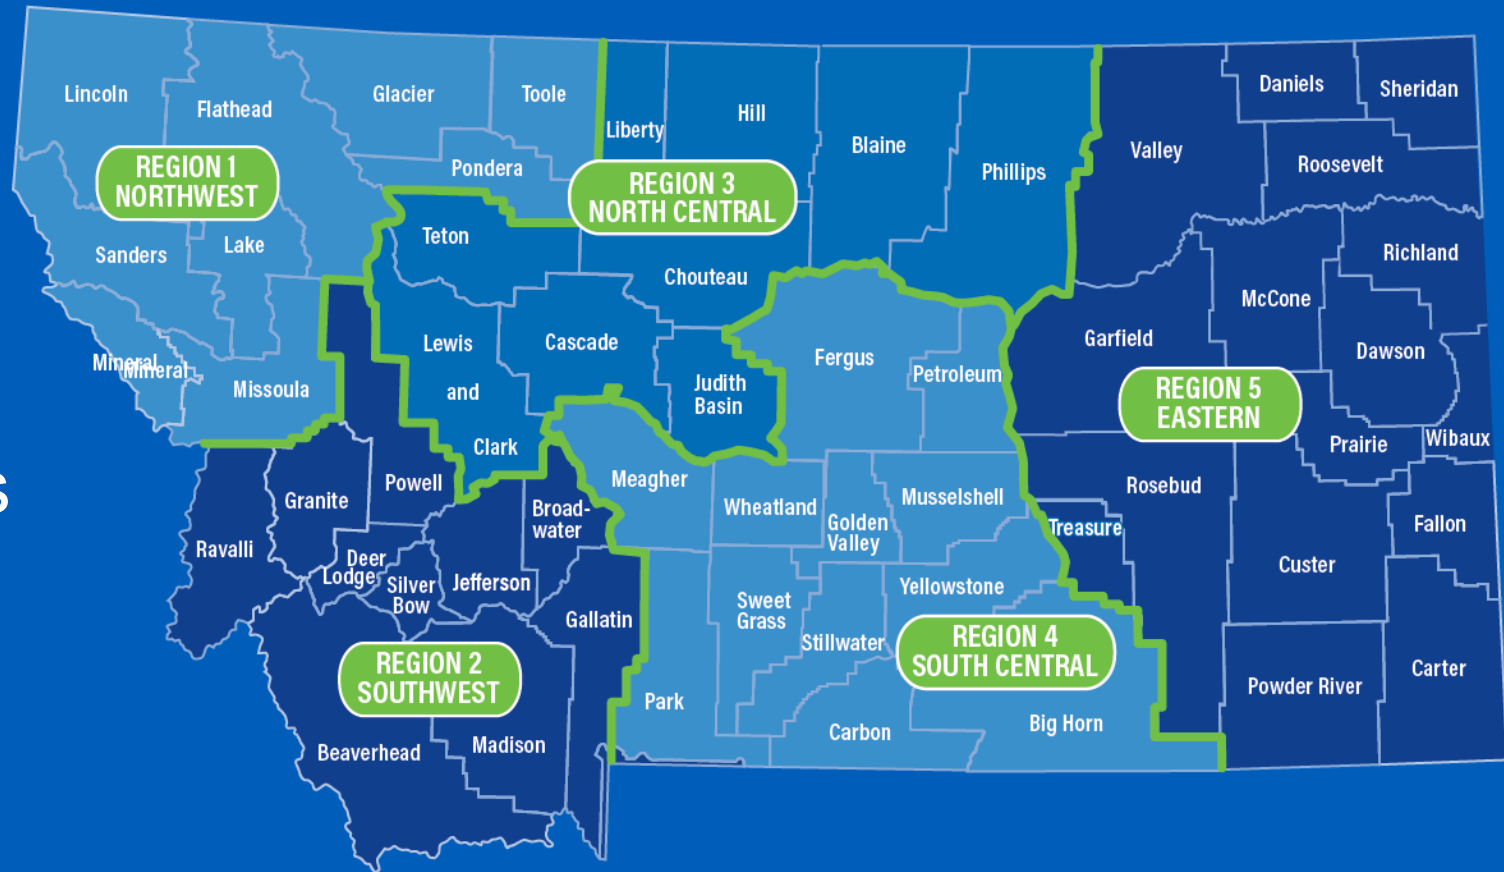 Lincoln
Flathead
Glacier
Toole
Liberty
Hill
Blaine
Phillips
Valley
Daniels
Sheridan
Roosevelt
Pondera
REGION 1
NORTHWEST
REGION 3
NORTH CENTRAL
Sanders
Lake
Teton
Chouteau
Richland
McCone
Garfield
Dawson
Mineral
Mineral
Missoula
Lewis
and
Clark
Cascade
Judith
Basin
Fergus
Petroleum
REGION 5
EASTERN
Prairie
Wibaux
S
Powell
Granite
Ravalli
Deer
Lodge
Silver
Bow
Jefferson
Broad-
water
Meagher
Wheatland
Golden
Valley
Musselshell
Treasure
Rosebud
Custer
Fallon
Gallatin
Sweet
Grass
Stillwater
Yellowstone
REGION 2
SOUTHWEST
REGION 4
SOUTH CENTRAL
Park
Carbon
Big Horn
Powder River
Carter
Beaverhead
Madison